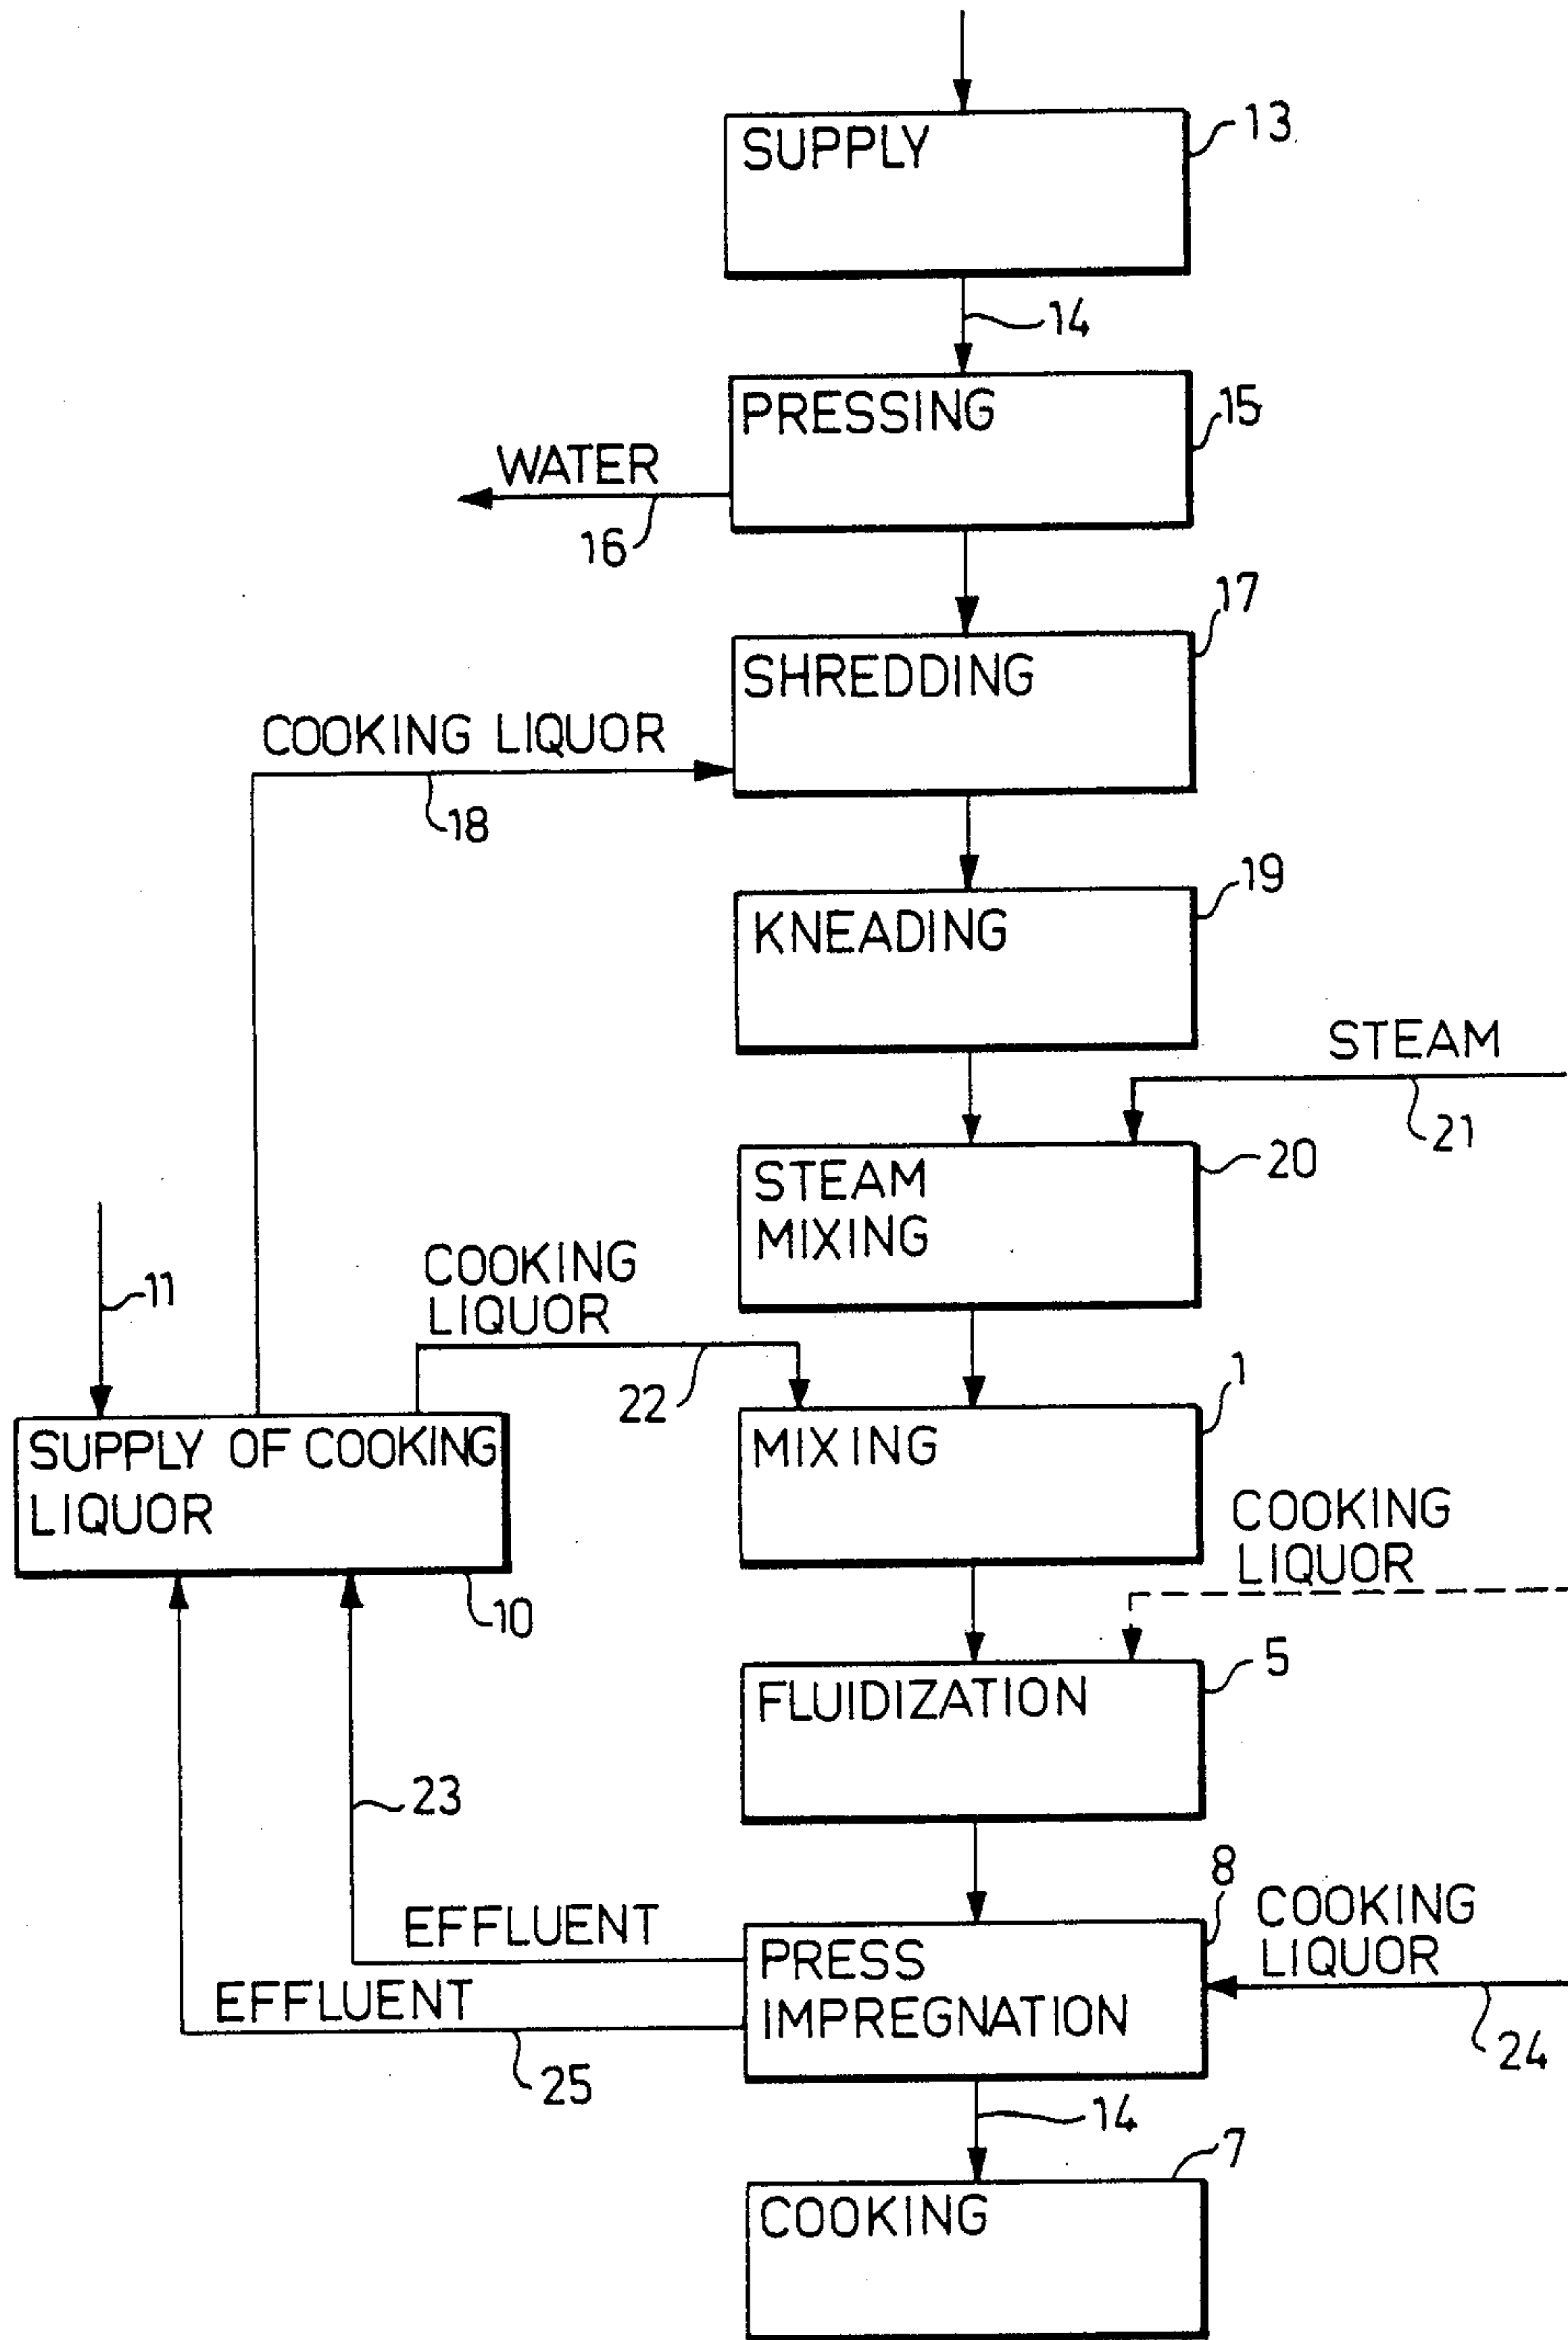 SUPPLY
13
14
PRESSING
15
WATER
16
SHREDDING
17
COOKING LIQUOR
18
KNEADING
19
STEAM
21
STEAM
MIXING
20
11
COOKING
LIQUOR
22
SUPPLY OF COOKING
LIQUOR
10
MIXING
1
COOKING
LIQUOR
FLUIDIZATION
5
23
EFFLUENT
EFFLUENT
25
PRESS
IMPREGNATION
8
COOKING
LIQUOR
24
14
COOKING
7